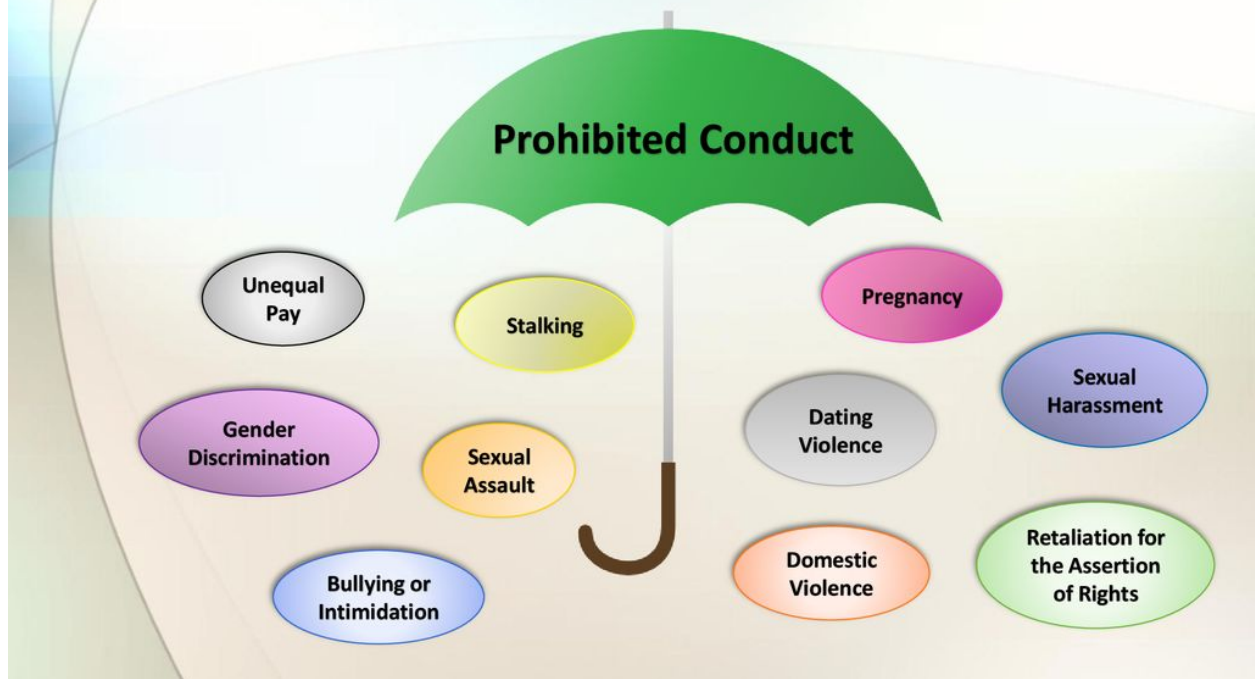 Prohibited Conduct
Unequal
Pay
Stalking
Pregnancy
Sexual
Harassment
Gender
Discrimination
Sexual
Assault
Dating
Violence
Bullying or
Intimidation
Domestic
Violence
Retaliation for
the Assertion
of Rights